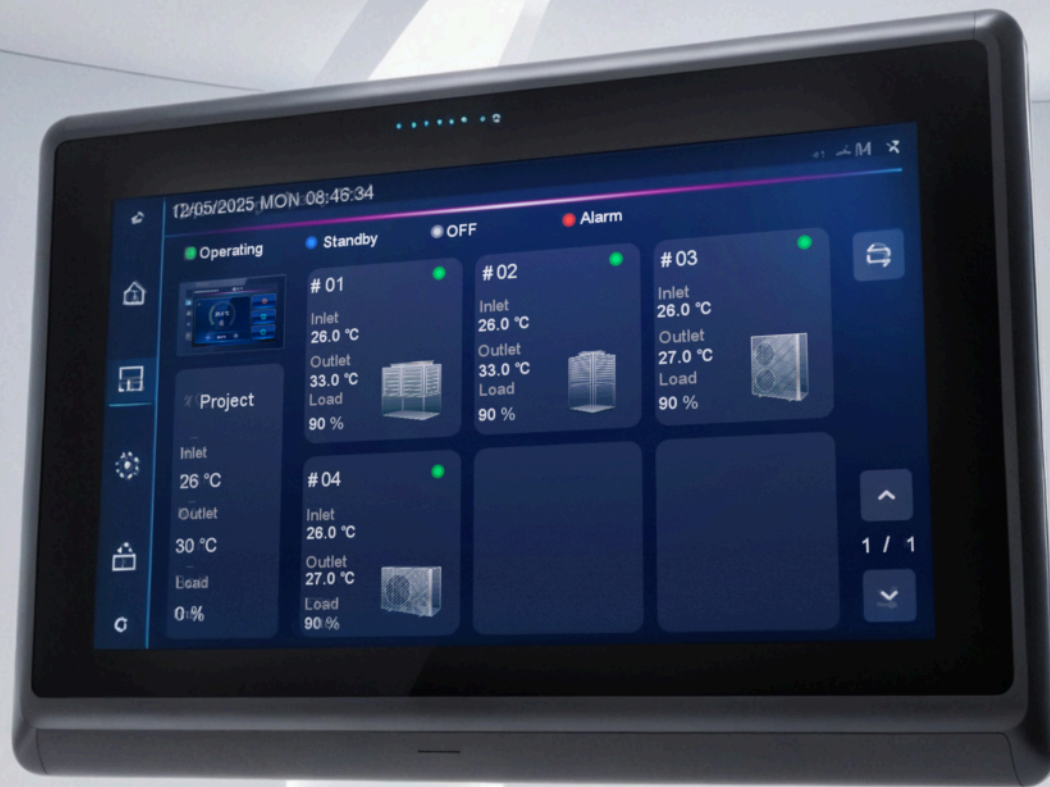 12/05/2025 MON 08:46:34
Operating
Standby
OFF
Alarm
Project
Inlet
26 °C
Outlet
30 °C
Load
0 %
#01
Inlet
26.0 °C
Outlet
33.0 °C
Load
90 %
#02
Inlet
26.0 °C
Outlet
33.0 °C
Load
90 %
#03
Inlet
26.0 °C
Outlet
27.0 °C
Load
90 %
#04
Inlet
26.0 °C
Outlet
27.0 °C
Load
90 %
1 / 1